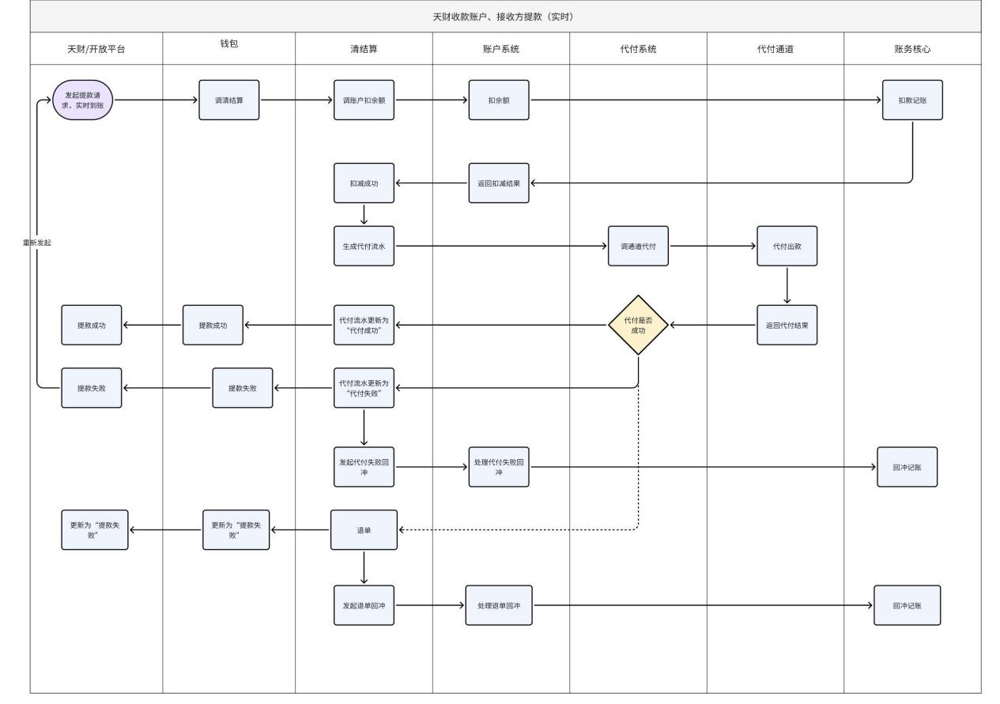 天财收款账户、接收方提款（实时）
天财/开放平台
钱包
清结算
账户系统
代付系统
代付通道
账务核心
发起提款请
求，实时到账
调清结算
调账户扣余额
扣余额
扣款记账
扣减成功
返回扣减结果
重新发起
生成代付流水
调通道代付
代付出款
提款成功
提款成功
代付流水更新为
“代付成功”
代付是否
成功
返回代付结果
提款失败
提款失败
代付流水更新为
“代付失败”
发起代付失败回
冲
处理代付失败回
冲
回冲记账
更新为“提款失
败”
更新为“提款失
败”
退单
发起退单回冲
处理退单回冲
回冲记账